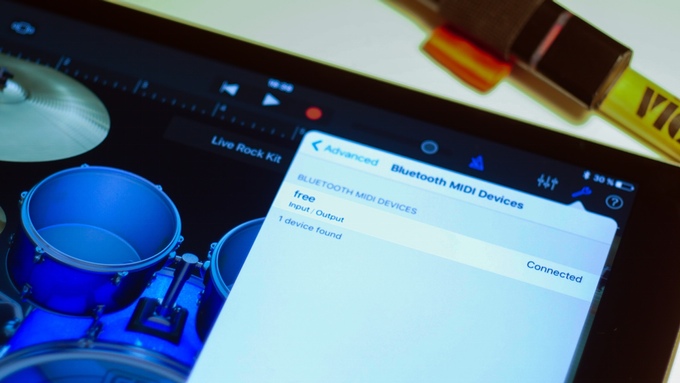 Live Rock Kit
30 %
Advanced
Bluetooth MIDI Devices
?
BLUETOOTH MIDI DEVICES
free
Input / Output
Connected
1 device found